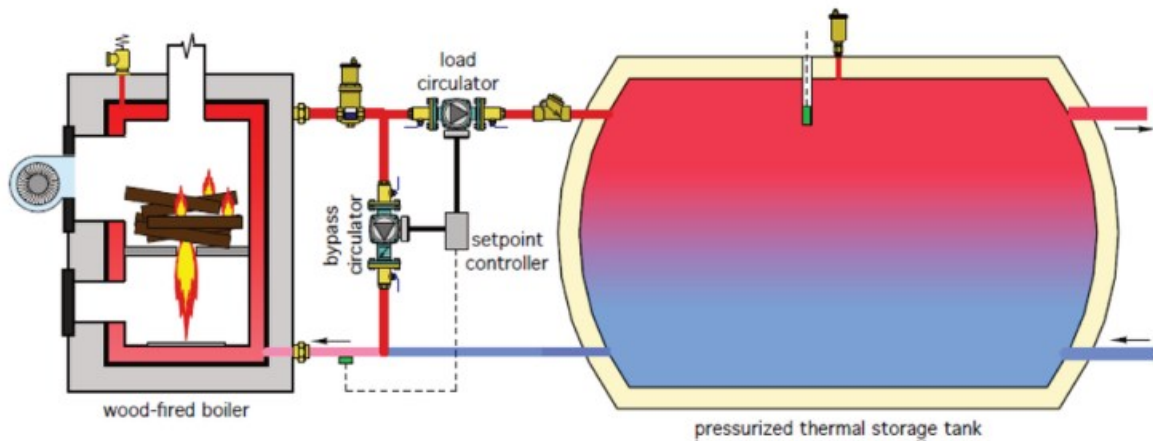 load
circulator
bypass
circulator
setpoint
controller
wood-fired boiler
pressurized thermal storage tank